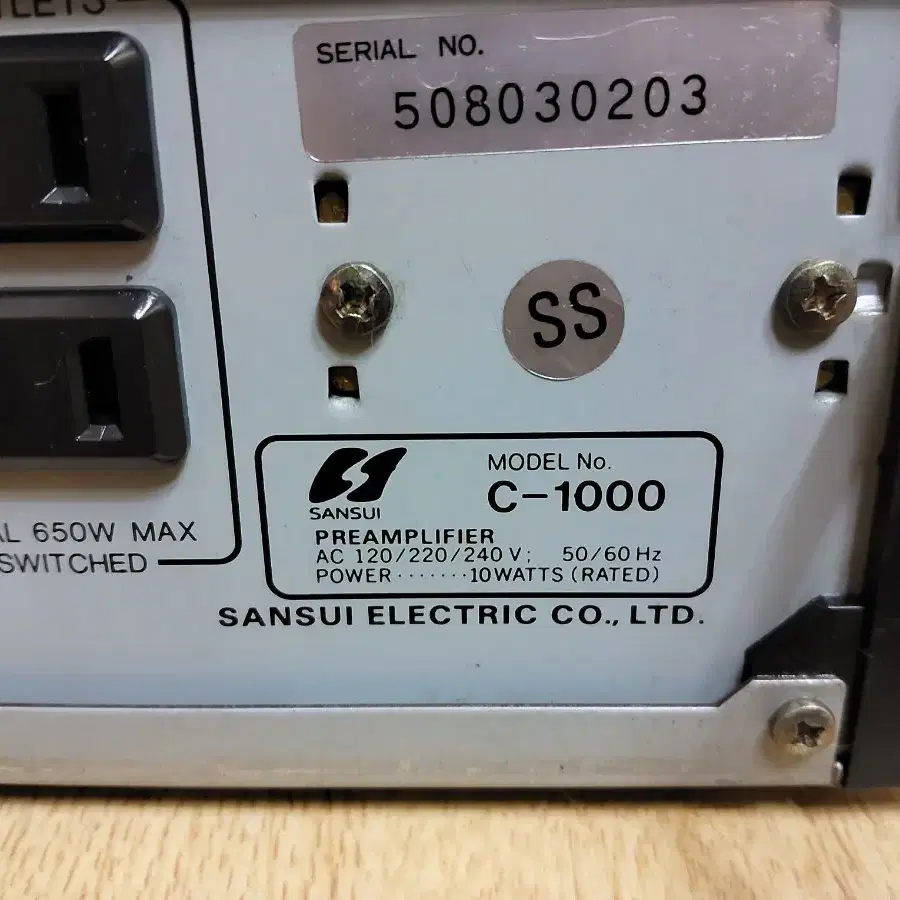 SERIAL NO.
508030203
SS
650W MAX
SWITCHED
SANSUI
MODEL No.
C-1000
PREAMPLIFIER
AC 120/220/240 V; 50/60 Hz
POWER ······· 10WATTS (RATED)
SANSUI ELECTRIC CO., LTD.